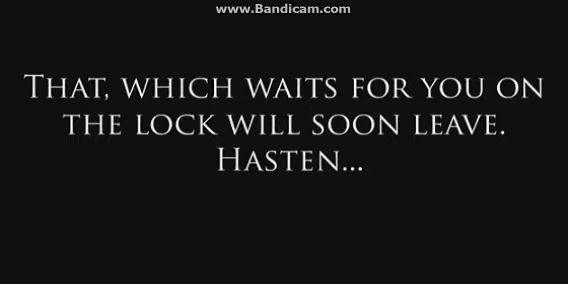 www.Bandicam.com
That, which waits for you on
the lock will soon leave.
Hasten...